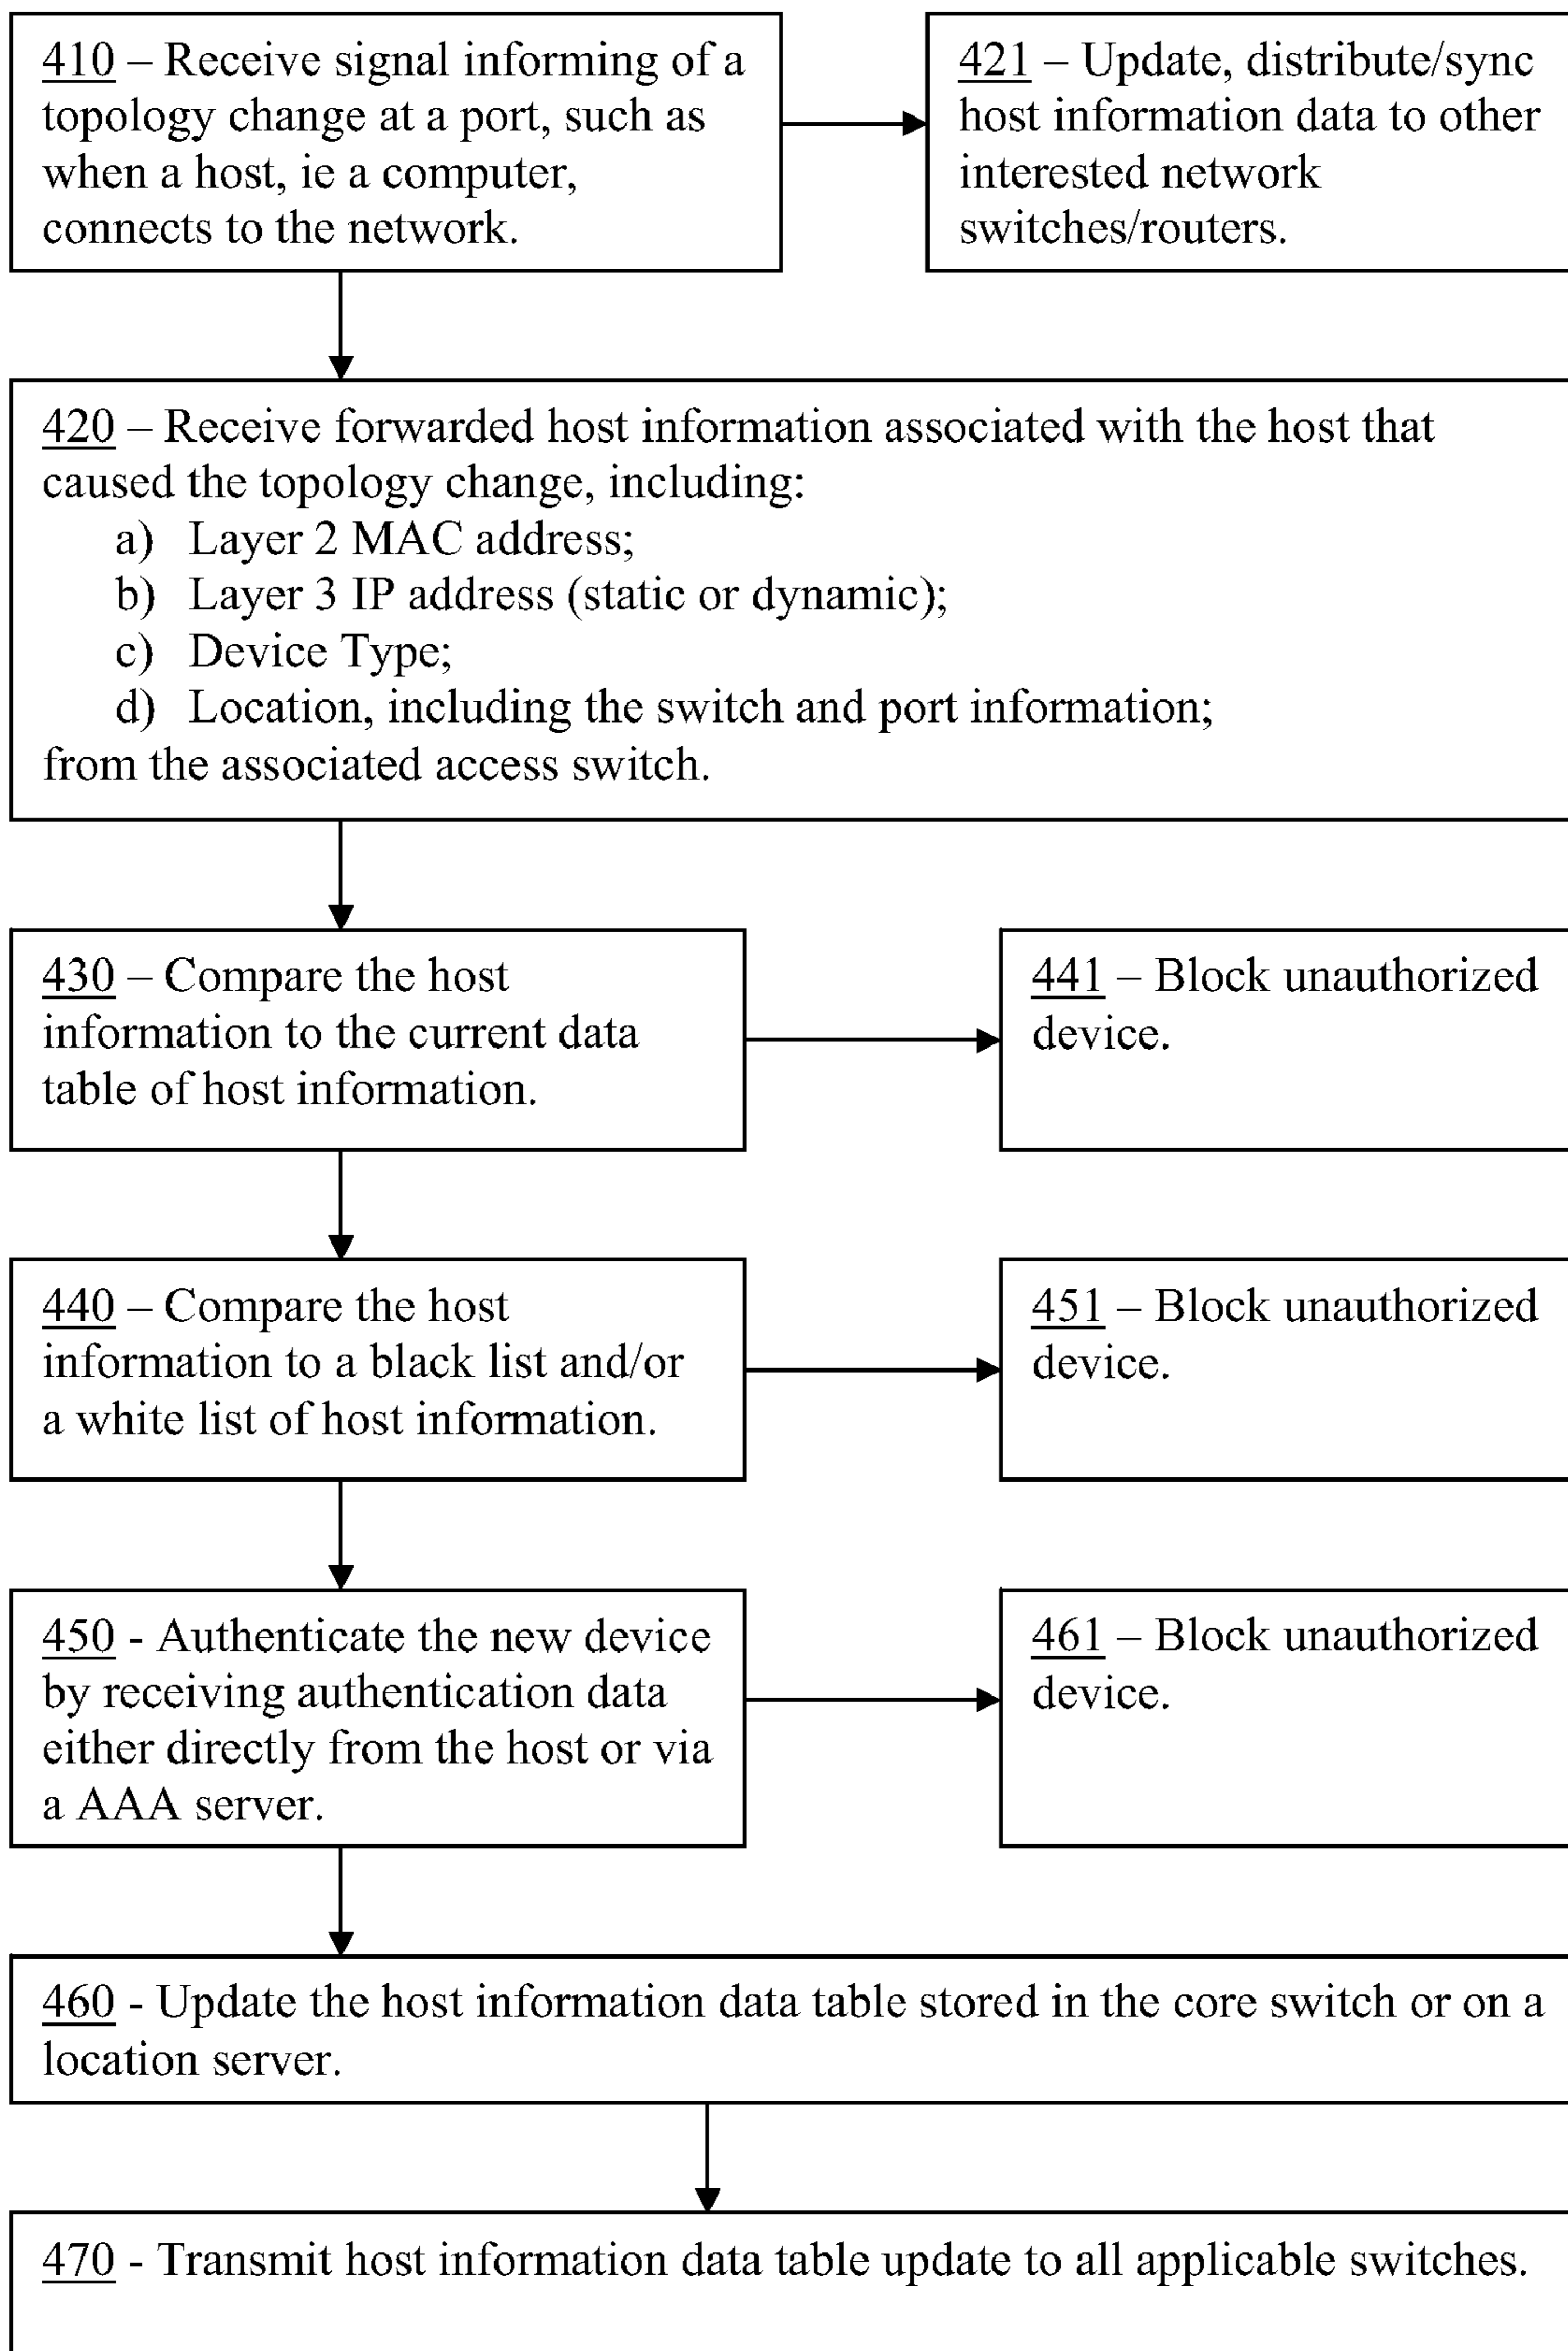 410 – Receive signal informing of a
topology change at a port, such as
when a host, ie a computer,
connects to the network.
421 – Update, distribute/sync
host information data to other
interested network
switches/routers.
420 – Receive forwarded host information associated with the host that
caused the topology change, including:
a) Layer 2 MAC address;
b) Layer 3 IP address (static or dynamic);
c) Device Type;
d) Location, including the switch and port information;
from the associated access switch.
430 – Compare the host
information to the current data
table of host information.
441 – Block unauthorized
device.
440 – Compare the host
information to a black list and/or
a white list of host information.
451 – Block unauthorized
device.
450 - Authenticate the new device
by receiving authentication data
either directly from the host or via
a AAA server.
461 – Block unauthorized
device.
460 - Update the host information data table stored in the core switch or on a
location server.
470 - Transmit host information data table update to all applicable switches.